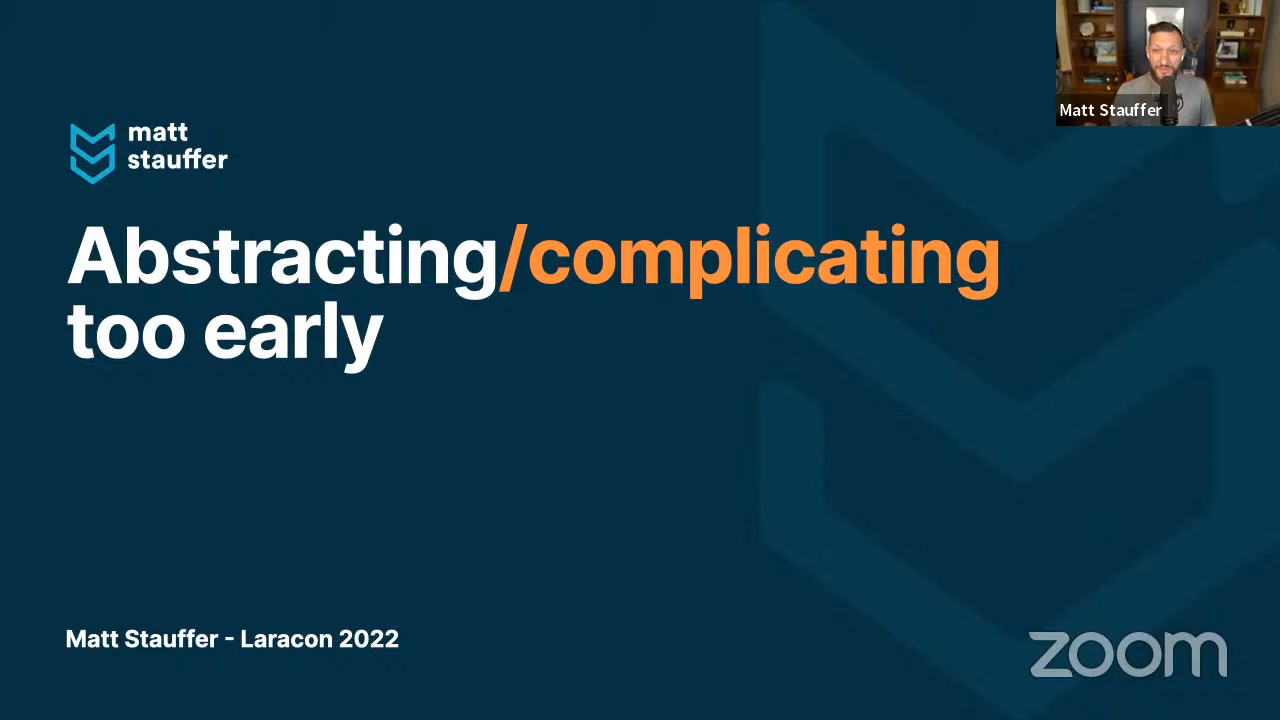 Matt Stauffer
matt
stauffer
Abstracting/complicating
too early
Matt Stauffer - Laracon 2022
zoom